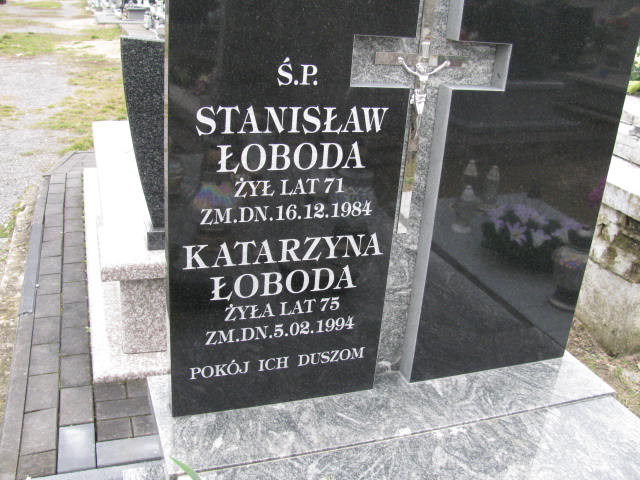 Ś.P.
STANISŁAW
ŁOBODA
ŻYŁ LAT 71
ZM.DN.16.12.1984
KATARZYNA
ŁOBODA
ŻYŁA LAT 75
ZM.DN.5.02.1994
POKÓJ ICH DUSZOM